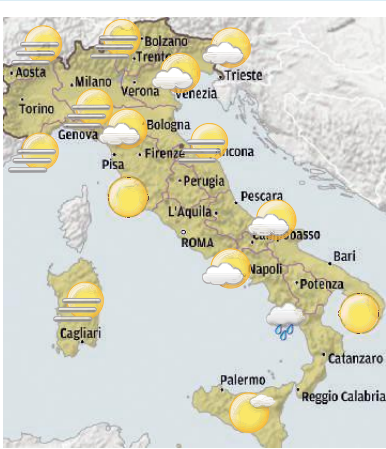 Bolzano
Trento
Aosta
Milano
Trieste
Verona
Venezia
Torino
Bologna
Genova
Firenze
Ancona
Pisa
Perugia
Pescara
L'Aquila
ROMA
Campobasso
Bari
Napoli
Potenza
Cagliari
Catanzaro
Palermo
Reggio Calabria